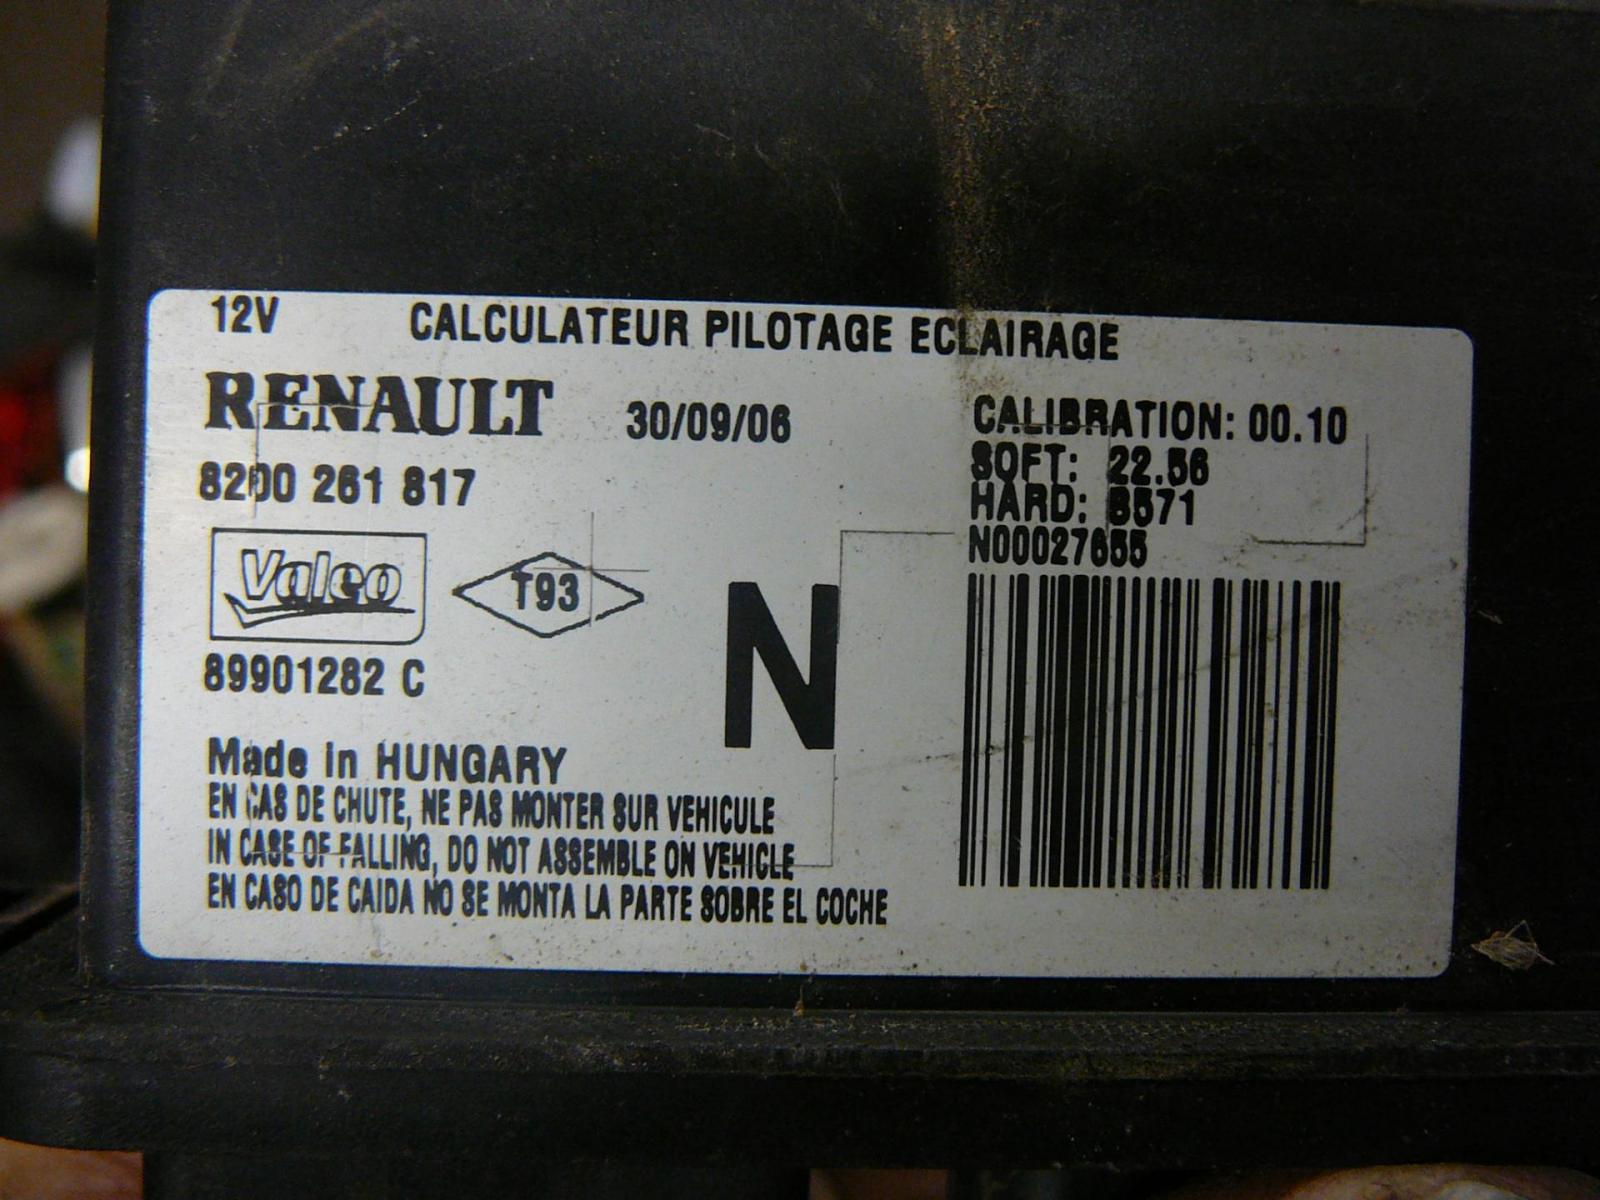 12V CALCULATEUR PILOTAGE ECLAIRAGE
RENAULT 30/09/06
CALIBRATION: 00.10
8200 261 817
SOFT: 22.56
HARD: 8571
N00027655
Valeo
T93
N
89901282 C
Made in HUNGARY
EN CAS DE CHUTE, NE PAS MONTER SUR VEHICULE
IN CASE OF FALLING, DO NOT ASSEMBLE ON VEHICLE
EN CASO DE CAIDA NO SE MONTA LA PARTE SOBRE EL COCHE